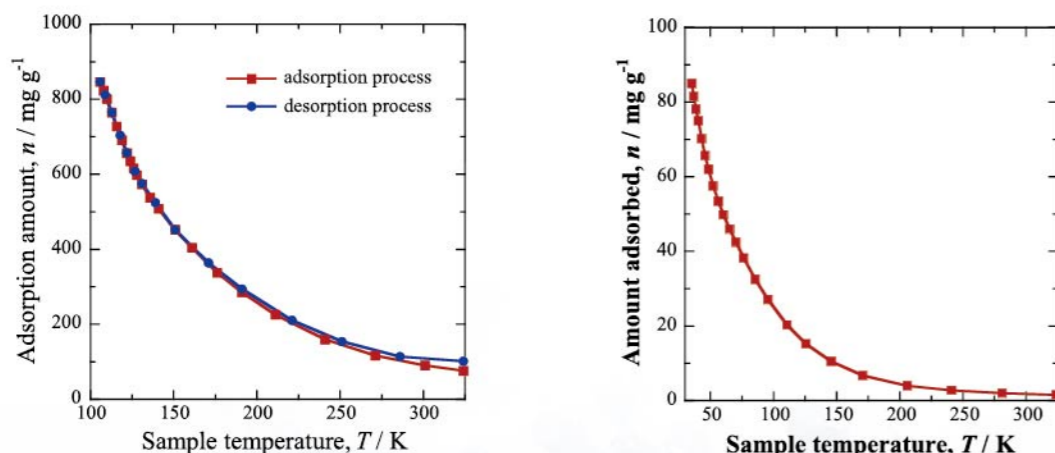 1000
800
600
400
200
0
Adsorption amount, n / mg g⁻¹
adsorption process
desorption process
100 150 200 250 300
Sample temperature, T / K
100
80
60
40
20
0
Amount adsorbed, n / mg g⁻¹
50 100 150 200 250 300
Sample temperature, T / K